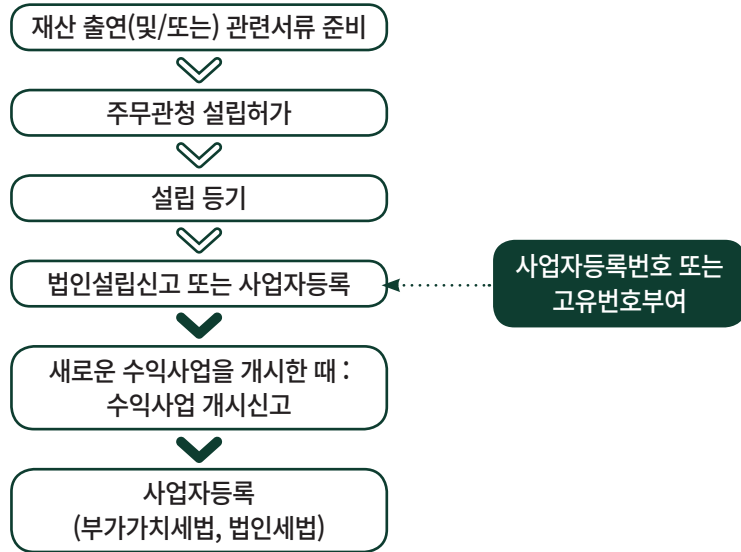 재산 출연(및/또는) 관련서류 준비
주무관청 설립허가
설립 등기
법인설립신고 또는 사업자등록
사업자등록번호 또는
고유번호부여
새로운 수익사업을 개시한 때 :
수익사업 개시신고
사업자등록
(부가가치세법, 법인세법)